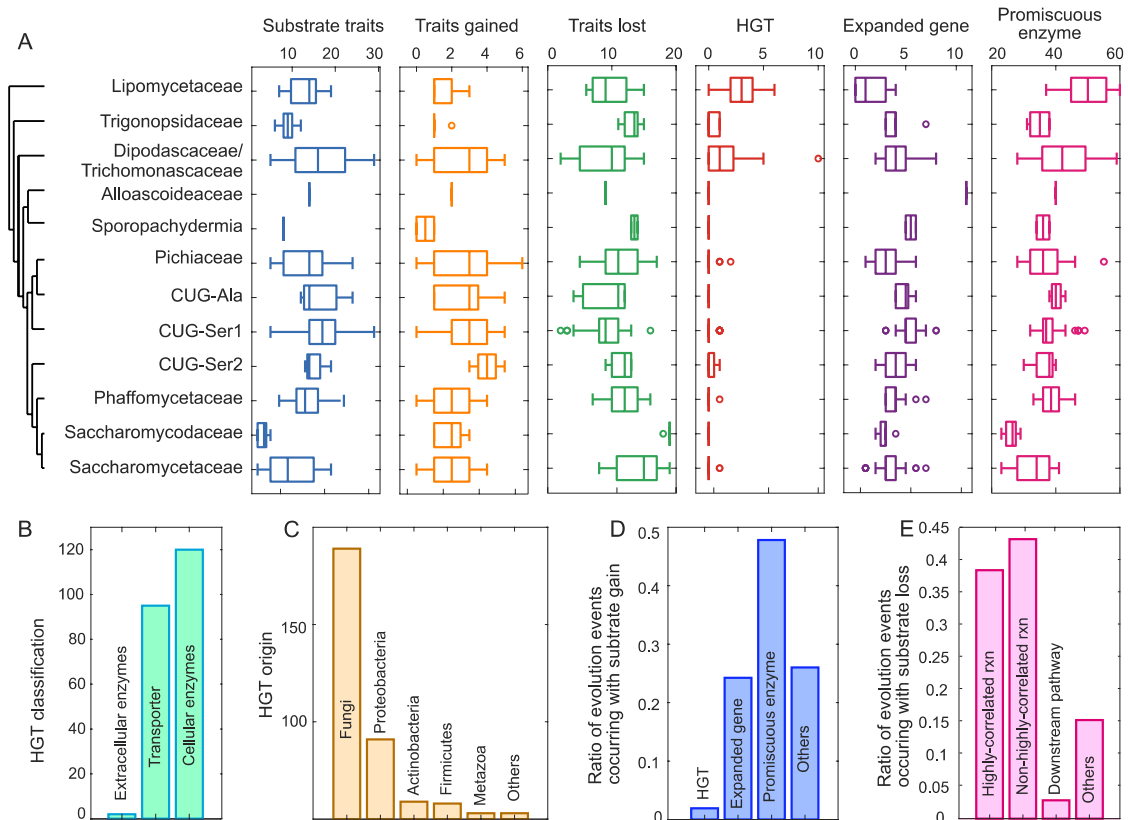 A
Substrate traits
Traits gained
Traits lost
HGT
Expanded gene
Promiscuous
enzyme
10 20 30
0 2 4 6
0 10 20
0 5 10
0 5 10
20 40 60
Lipomycetaceae
Trigonopsidaceae
Dipodascaceae/
Trichomonascaceae
Alloascoideaceae
Sporopachydermia
Pichiaceae
CUG-Ala
CUG-Ser1
CUG-Ser2
Phaffomycetaceae
Saccharomycodaceae
Saccharomycetaceae
B
HGT classification
120
100
80
60
40
20
0
Extracellular enzymes
Transporter
Cellular enzymes
C
HGT origin
150
100
Fungi
Proteobacteria
Actinobacteria
Firmicutes
Metazoa
Others
D
Ratio of evolution events
cocurring with substrate gain
0.5
0.4
0.3
0.2
0.1
0
HGT
Expanded gene
Promiscuous enzyme
Others
E
Ratio of evolution events
occuring with substrate loss
0.45
0.4
0.35
0.3
0.25
0.2
0.15
0.1
0.05
0
Highly-correlated rxn
Non-highly-correlated rxn
Downstream pathway
Others